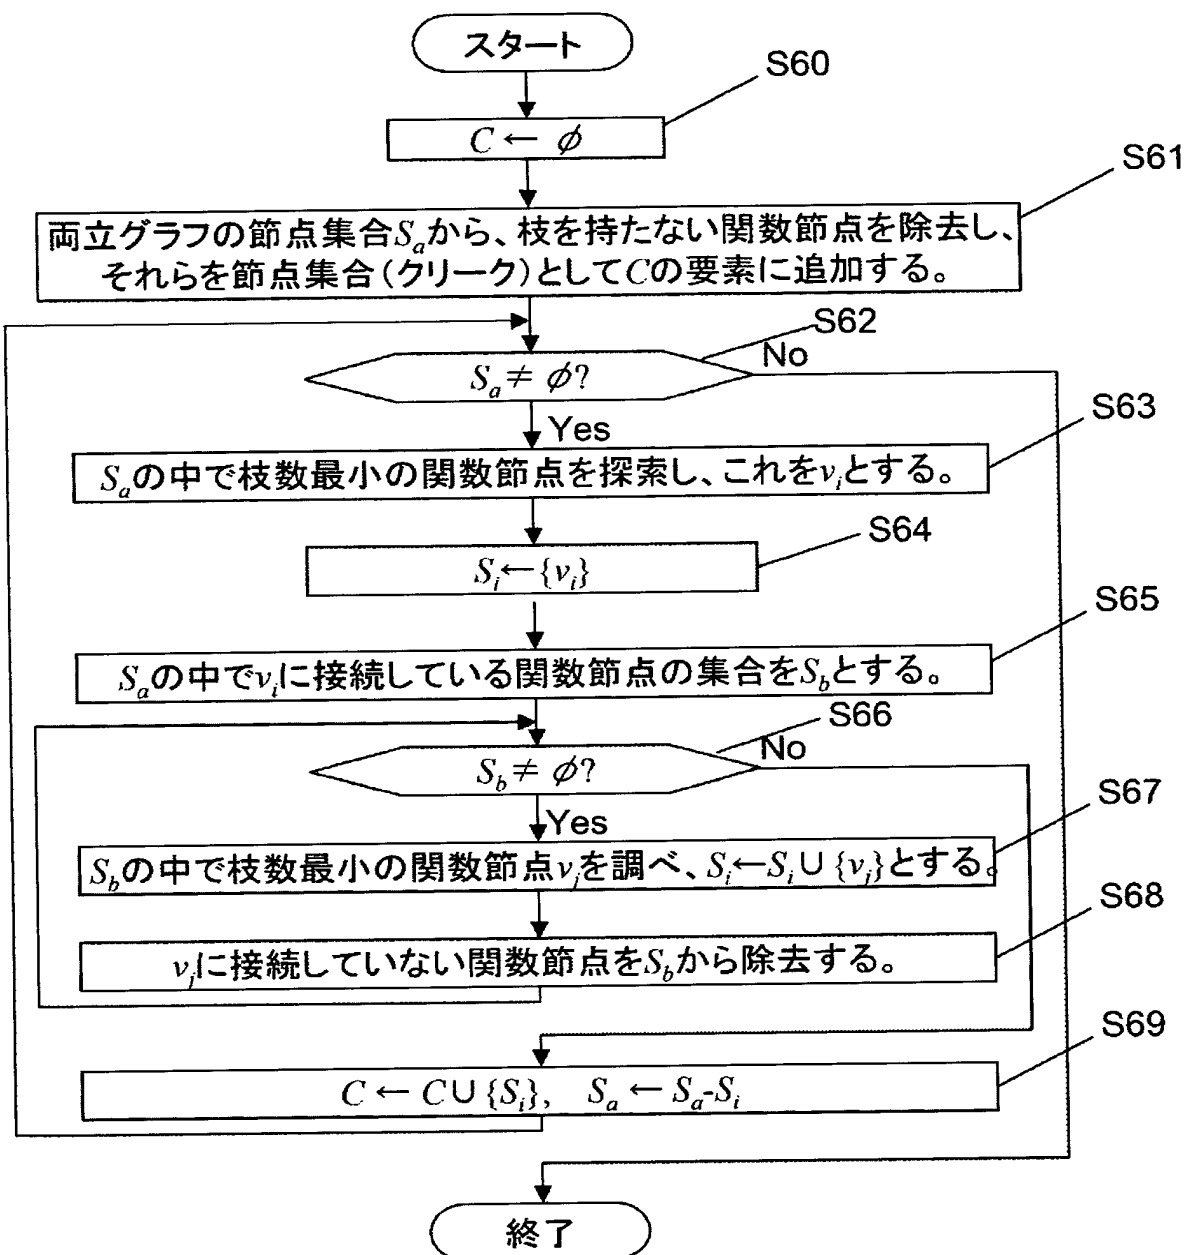 スタート
S60
C ← φ
S61
両立グラフの節点集合Saから、枝を持たない関数節点を除去し、
それらを節点集合(クリーク)としてCの要素に追加する。
S62
Sa ≠ φ?
No
Yes
S63
Saの中で枝数最小の関数節点を探索し、これをviとする。
S64
Si←{vi}
S65
Saの中でviに接続している関数節点の集合をSbとする。
S66
Sb ≠ φ?
No
Yes
S67
Sbの中で枝数最小の関数節点vjを調べ、Si←Si∪{vj}とする。
S68
vjに接続していない関数節点をSbから除去する。
S69
C ← C∪{Si}, Sa ← Sa-Si
終了